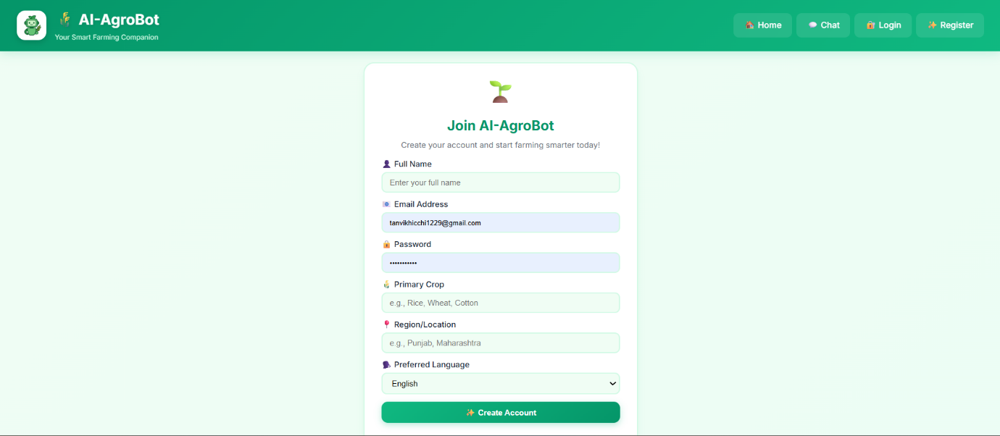 AI-AgroBot
Your Smart Farming Companion
Home
Chat
Login
Register
Join AI-AgroBot
Create your account and start farming smarter today!
Full Name
Enter your full name
Email Address
tanvikhicchi1229@gmail.com
Password
•••••••••••
Primary Crop
e.g., Rice, Wheat, Cotton
Region/Location
e.g., Punjab, Maharashtra
Preferred Language
English
Create Account